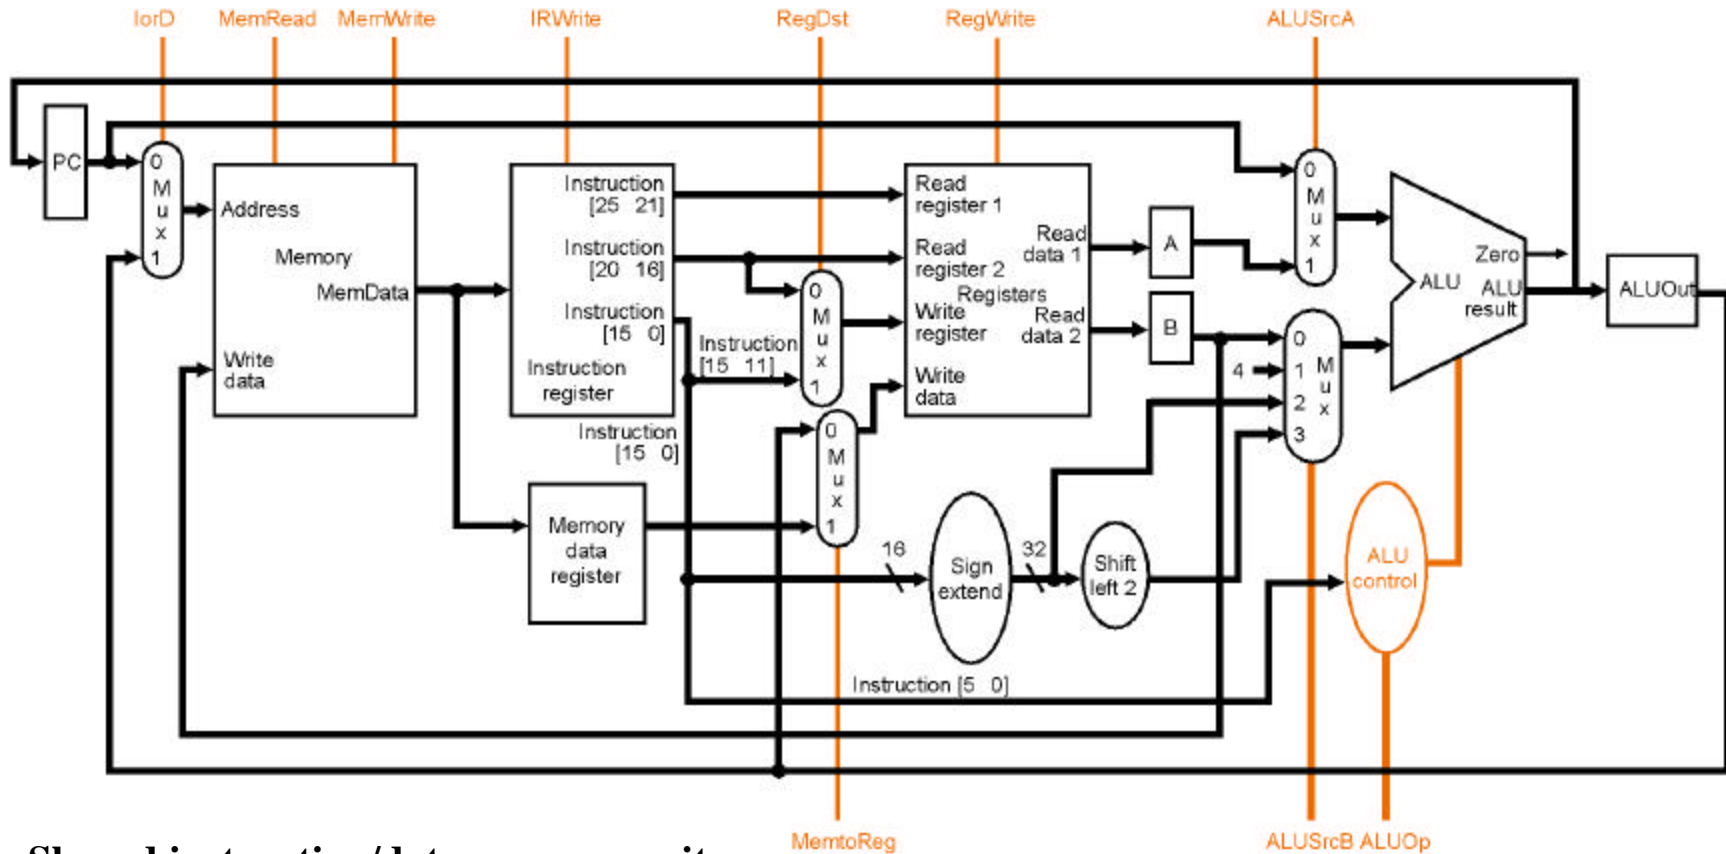 IorD
MemRead
MemWrite
IRWrite
RegDst
RegWrite
ALUSrcA
PC
0
M
u
x
1
Address
Memory
MemData
Write
data
Instruction
[25 21]
Instruction
[20 16]
Instruction
[15 0]
Instruction
register
Instruction
[15 11]
Instruction
[15 0]
0
M
u
x
1
0
M
u
x
1
Memory
data
register
Read
register 1
Read
register 2
Registers
Write
register
Write
data
Read
data 1
Read
data 2
A
B
4
0
M
u
x
1
0
1
2
3
M
u
x
Zero
ALU
ALU
result
ALUOut
16
Sign
extend
32
Shift
left 2
ALU
control
Instruction [5 0]
MemtoReg
ALUSrcB
ALUOp